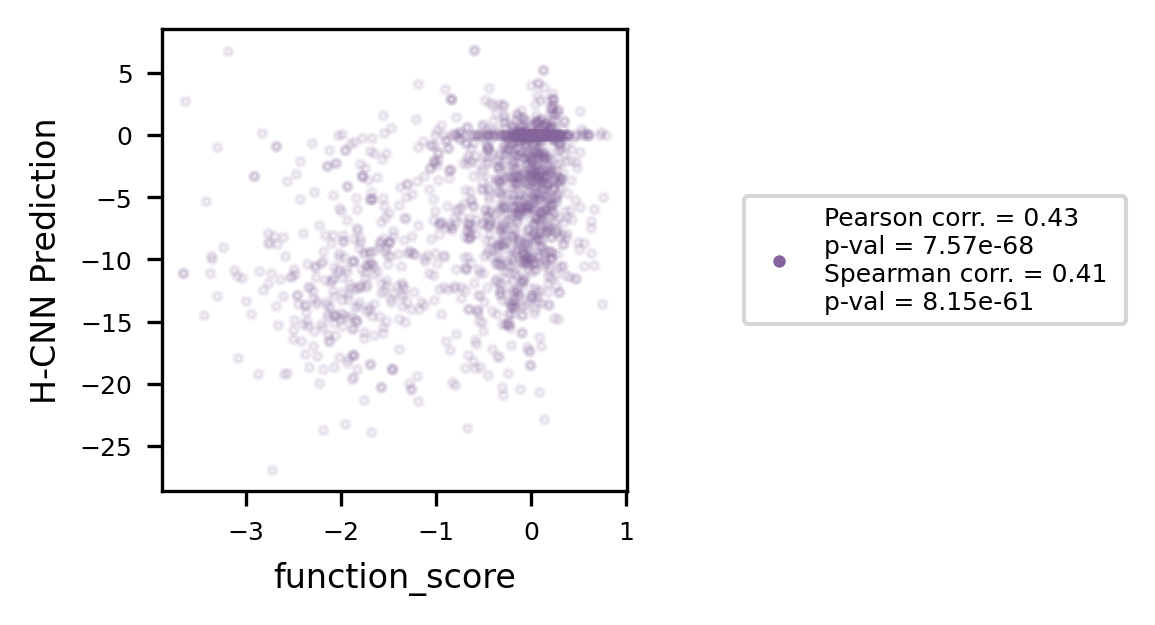 5
0
−5
−10
−15
−20
−25
H-CNN Prediction
−3
−2
−1
0
1
function_score
Pearson corr. = 0.43
p-val = 7.57e-68
Spearman corr. = 0.41
p-val = 8.15e-61